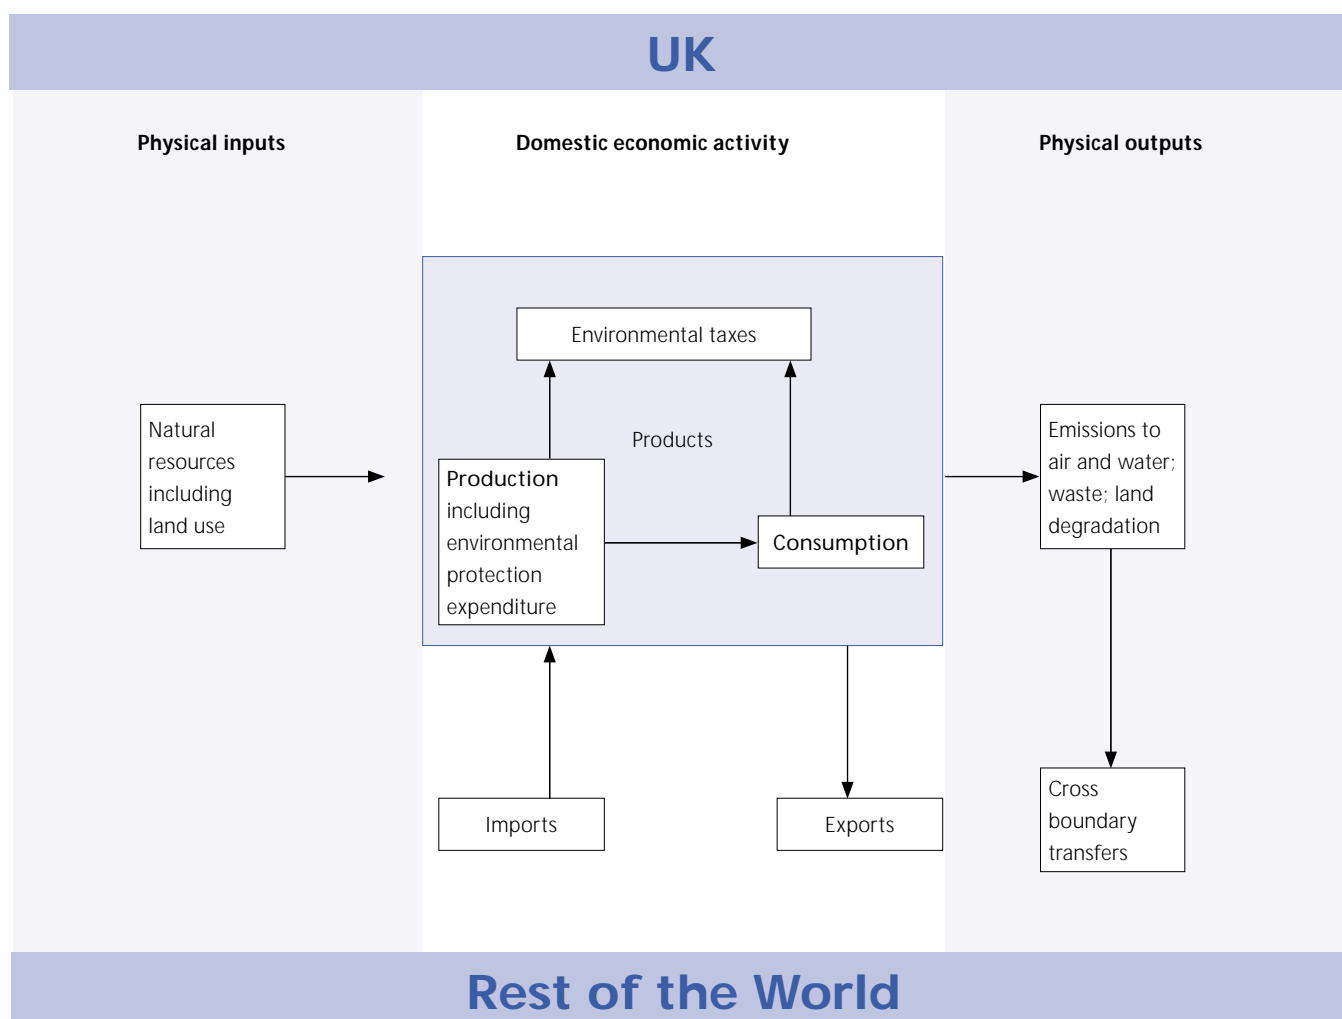 UK
Physical inputs
Domestic economic activity
Physical outputs
Environmental taxes
Products
Natural
resources
including
land use
Production
including
environmental
protection
expenditure
Consumption
Emissions to
air and water;
waste; land
degradation
Imports
Exports
Cross
boundary
transfers
Rest of the World